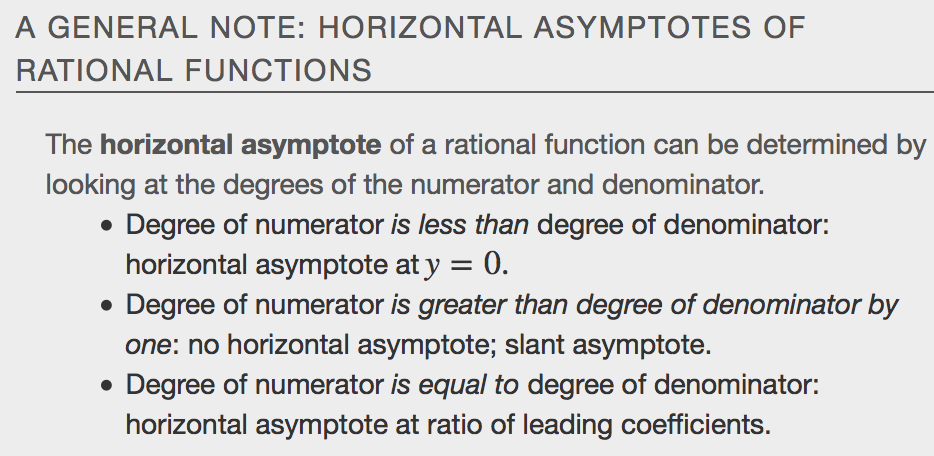 A GENERAL NOTE: HORIZONTAL ASYMPTOTES OF
RATIONAL FUNCTIONS
The horizontal asymptote of a rational function can be determined by
looking at the degrees of the numerator and denominator.
• Degree of numerator is less than degree of denominator:
horizontal asymptote at y = 0.
• Degree of numerator is greater than degree of denominator by
one: no horizontal asymptote; slant asymptote.
• Degree of numerator is equal to degree of denominator:
horizontal asymptote at ratio of leading coefficients.